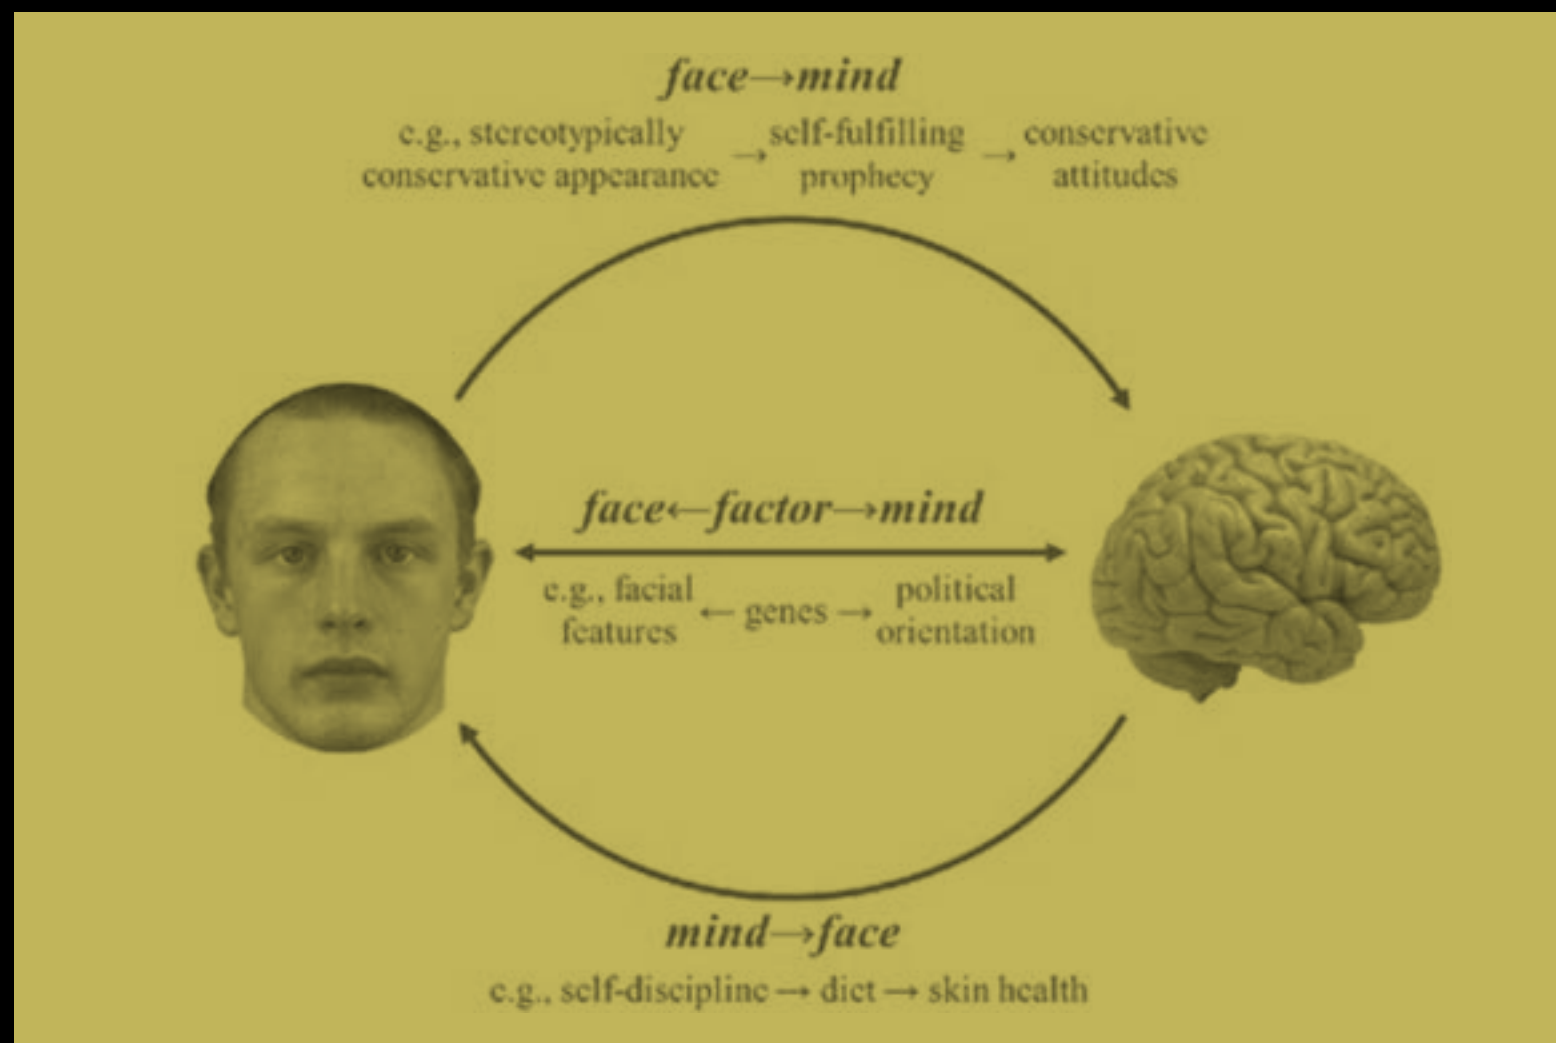 face→mind
e.g., stereotypically
conservative appearance
→
self-fulfilling
prophecy
→
conservative
attitudes
face←factor→mind
e.g., facial
features
←
genes
→
political
orientation
mind→face
e.g., self-discipline → diet → skin health